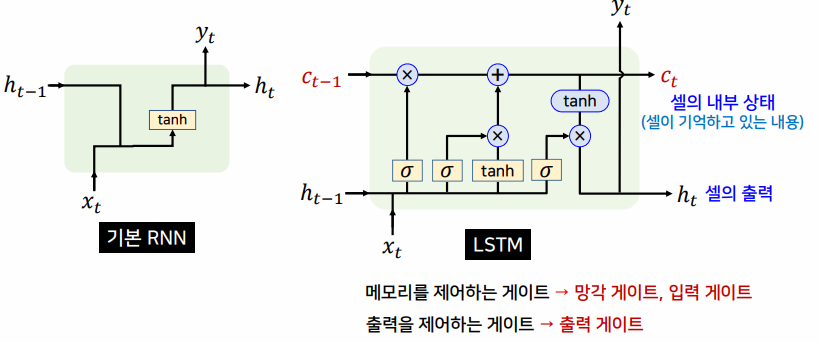 y_t
h_{t-1}
h_t
tanh
x_t
기본 RNN
y_t
c_{t-1}
×
+
c_t
tanh
셀의 내부 상태
(셀이 기억하고 있는 내용)
×
×
σ
σ
tanh
σ
h_{t-1}
h_t 셀의 출력
x_t
LSTM
메모리를 제어하는 게이트 → 망각 게이트, 입력 게이트
출력을 제어하는 게이트 → 출력 게이트